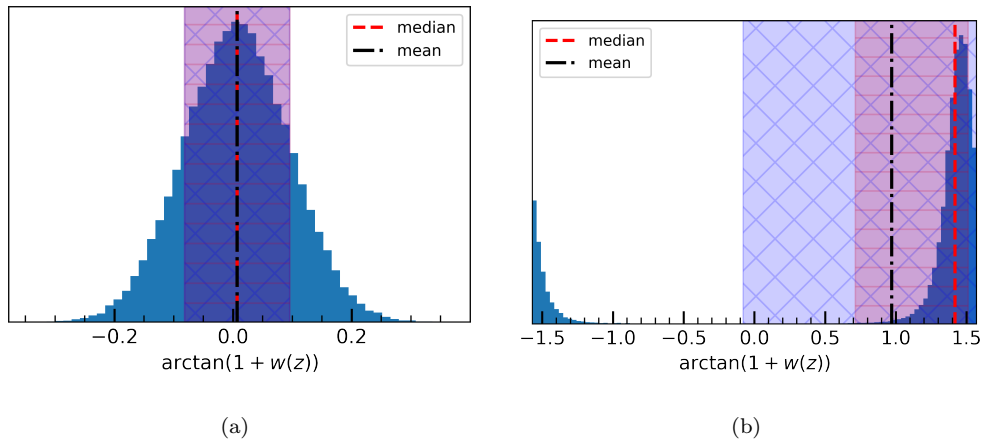 median
mean
−0.2 0.0 0.2
arctan(1 + w(z))
(a)
median
mean
−1.5 −1.0 −0.5 0.0 0.5 1.0 1.5
arctan(1 + w(z))
(b)